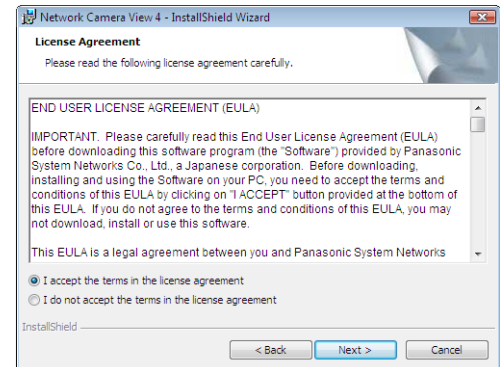 Network Camera View 4 - InstallShield Wizard
License Agreement
Please read the following license agreement carefully.
END USER LICENSE AGREEMENT (EULA)
IMPORTANT. Please carefully read this End User License Agreement (EULA)
before downloading this software program (the "Software") provided by Panasonic
System Networks Co., Ltd., a Japanese corporation. Before downloading,
installing and using the Software on your PC, you need to accept the terms and
conditions of this EULA by clicking on "I ACCEPT" button provided at the bottom of
this EULA. If you do not agree to the terms and conditions of this EULA, you may
not download, install or use this software.
This EULA is a legal agreement between you and Panasonic System Networks
I accept the terms in the license agreement
I do not accept the terms in the license agreement
InstallShield
< Back Next > Cancel